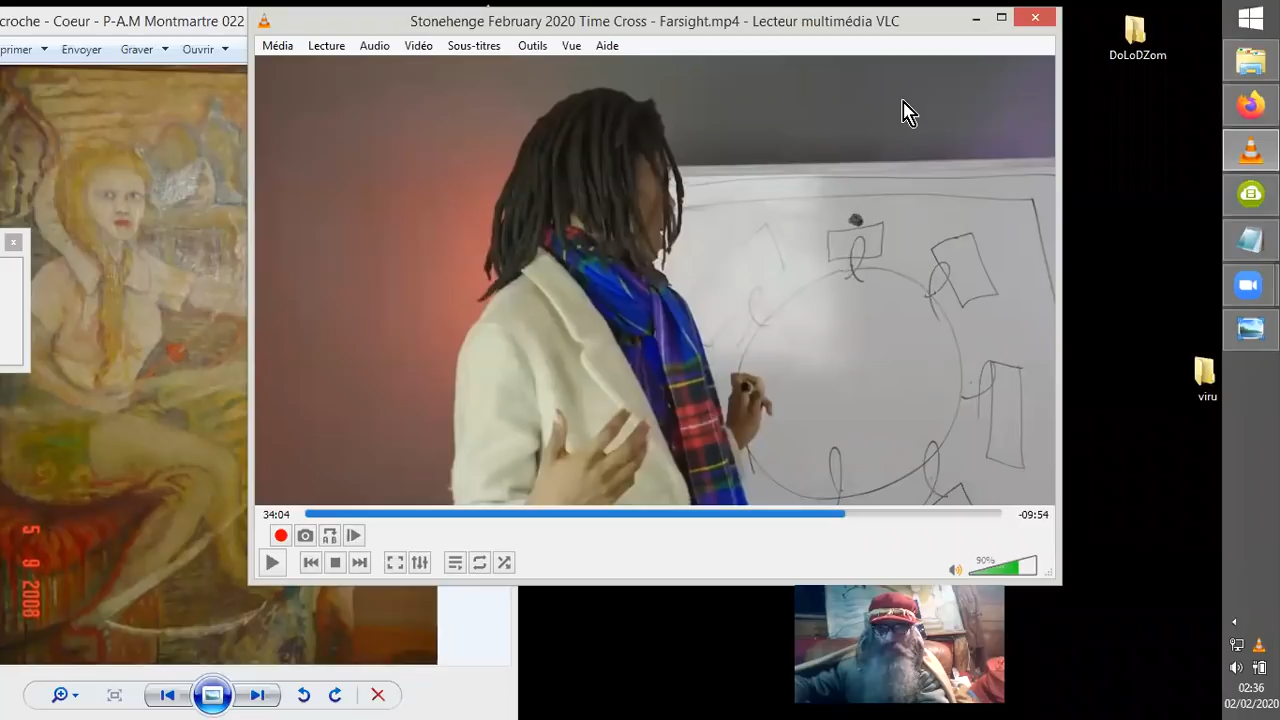 croche - Coeur - P-A.M Montmartre 022
primer Envoyer Graver Ouvrir
Stonehenge February 2020 Time Cross - Farsight.mp4 - Lecteur multimédia VLC
Média Lecture Audio Vidéo Sous-titres Outils Vue Aide
DoLoDZom
viru
5 9 2008
34:04
-09:54
90%
02:36
02/02/2020